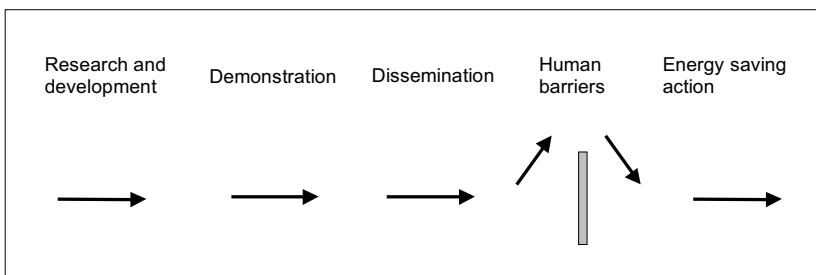 Research and
development
Demonstration
Dissemination
Human
barriers
Energy saving
action